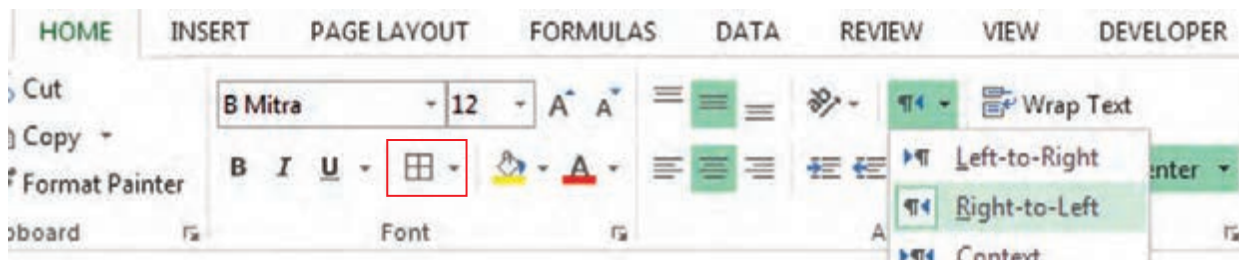 HOME INSERT PAGE LAYOUT FORMULAS DATA REVIEW VIEW DEVELOPER
Cut
B Mitra 12 A A Wrap Text
Copy
Left-to-Right
B I U A
Format Painter
Right-to-Left
Font
Context